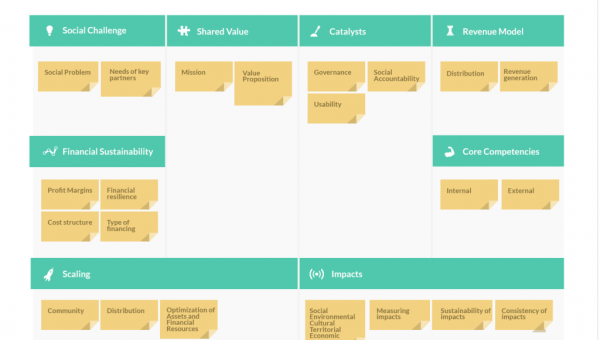 Social Challenge
Shared Value
Catalysts
Revenue Model
Social Problem
Needs of key
partners
Mission
Value
Proposition
Governance
Social
Accountability
Usability
Distribution
Revenue
generation
Financial Sustainability
Core Competencies
Profit Margins
Financial
resilience
Cost structure
Type of
financing
Internal
External
Scaling
Impacts
Community
Distribution
Optimization of
Assets and
Financial
Resources
Social
Environmental
Cultural
Territorial
Economic
Measuring
impacts
Sustainability of
impacts
Consistency of
impacts